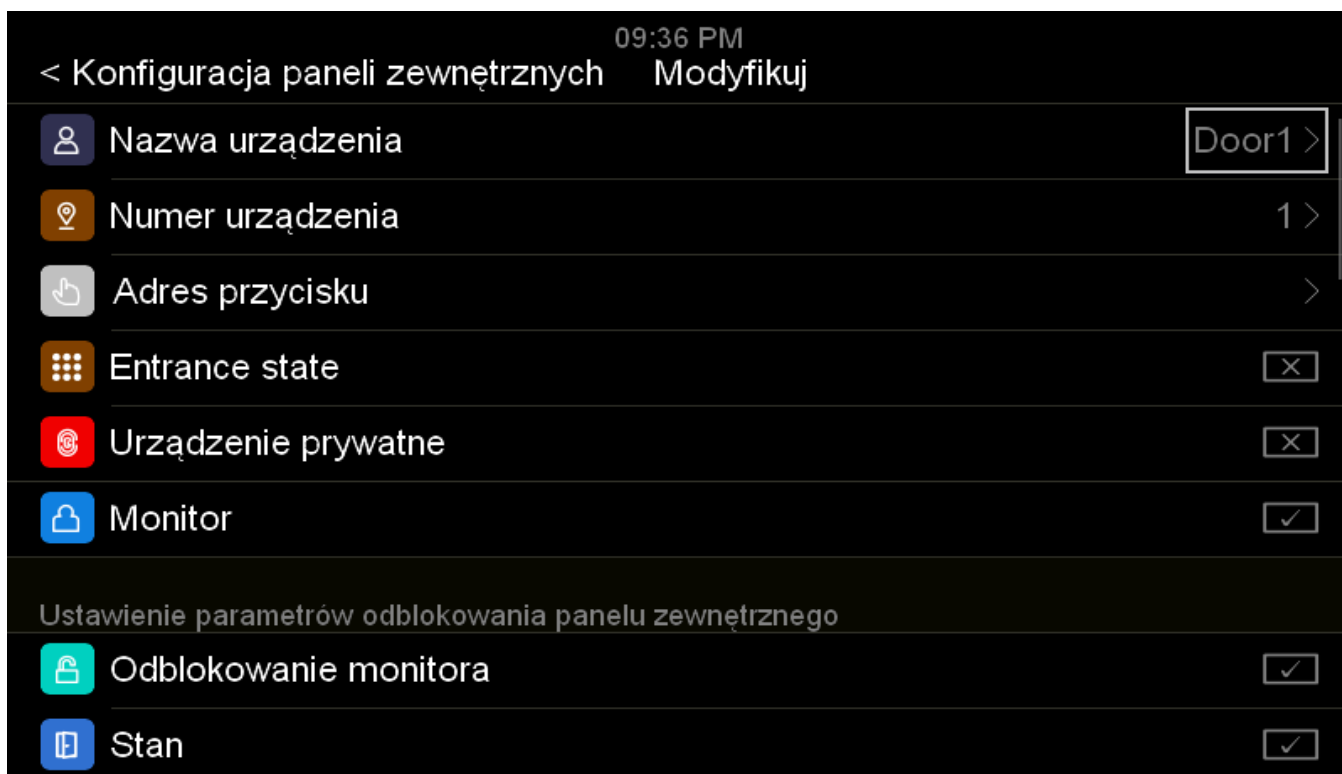 09:36 PM
< Konfiguracja paneli zewnętrznych Modyfikuj
Nazwa urządzenia Door1 >
Numer urządzenia 1 >
Adres przycisku >
Entrance state
Urządzenie prywatne
Monitor
Ustawienie parametrów odblokowania panelu zewnętrznego
Odblokowanie monitora
Stan